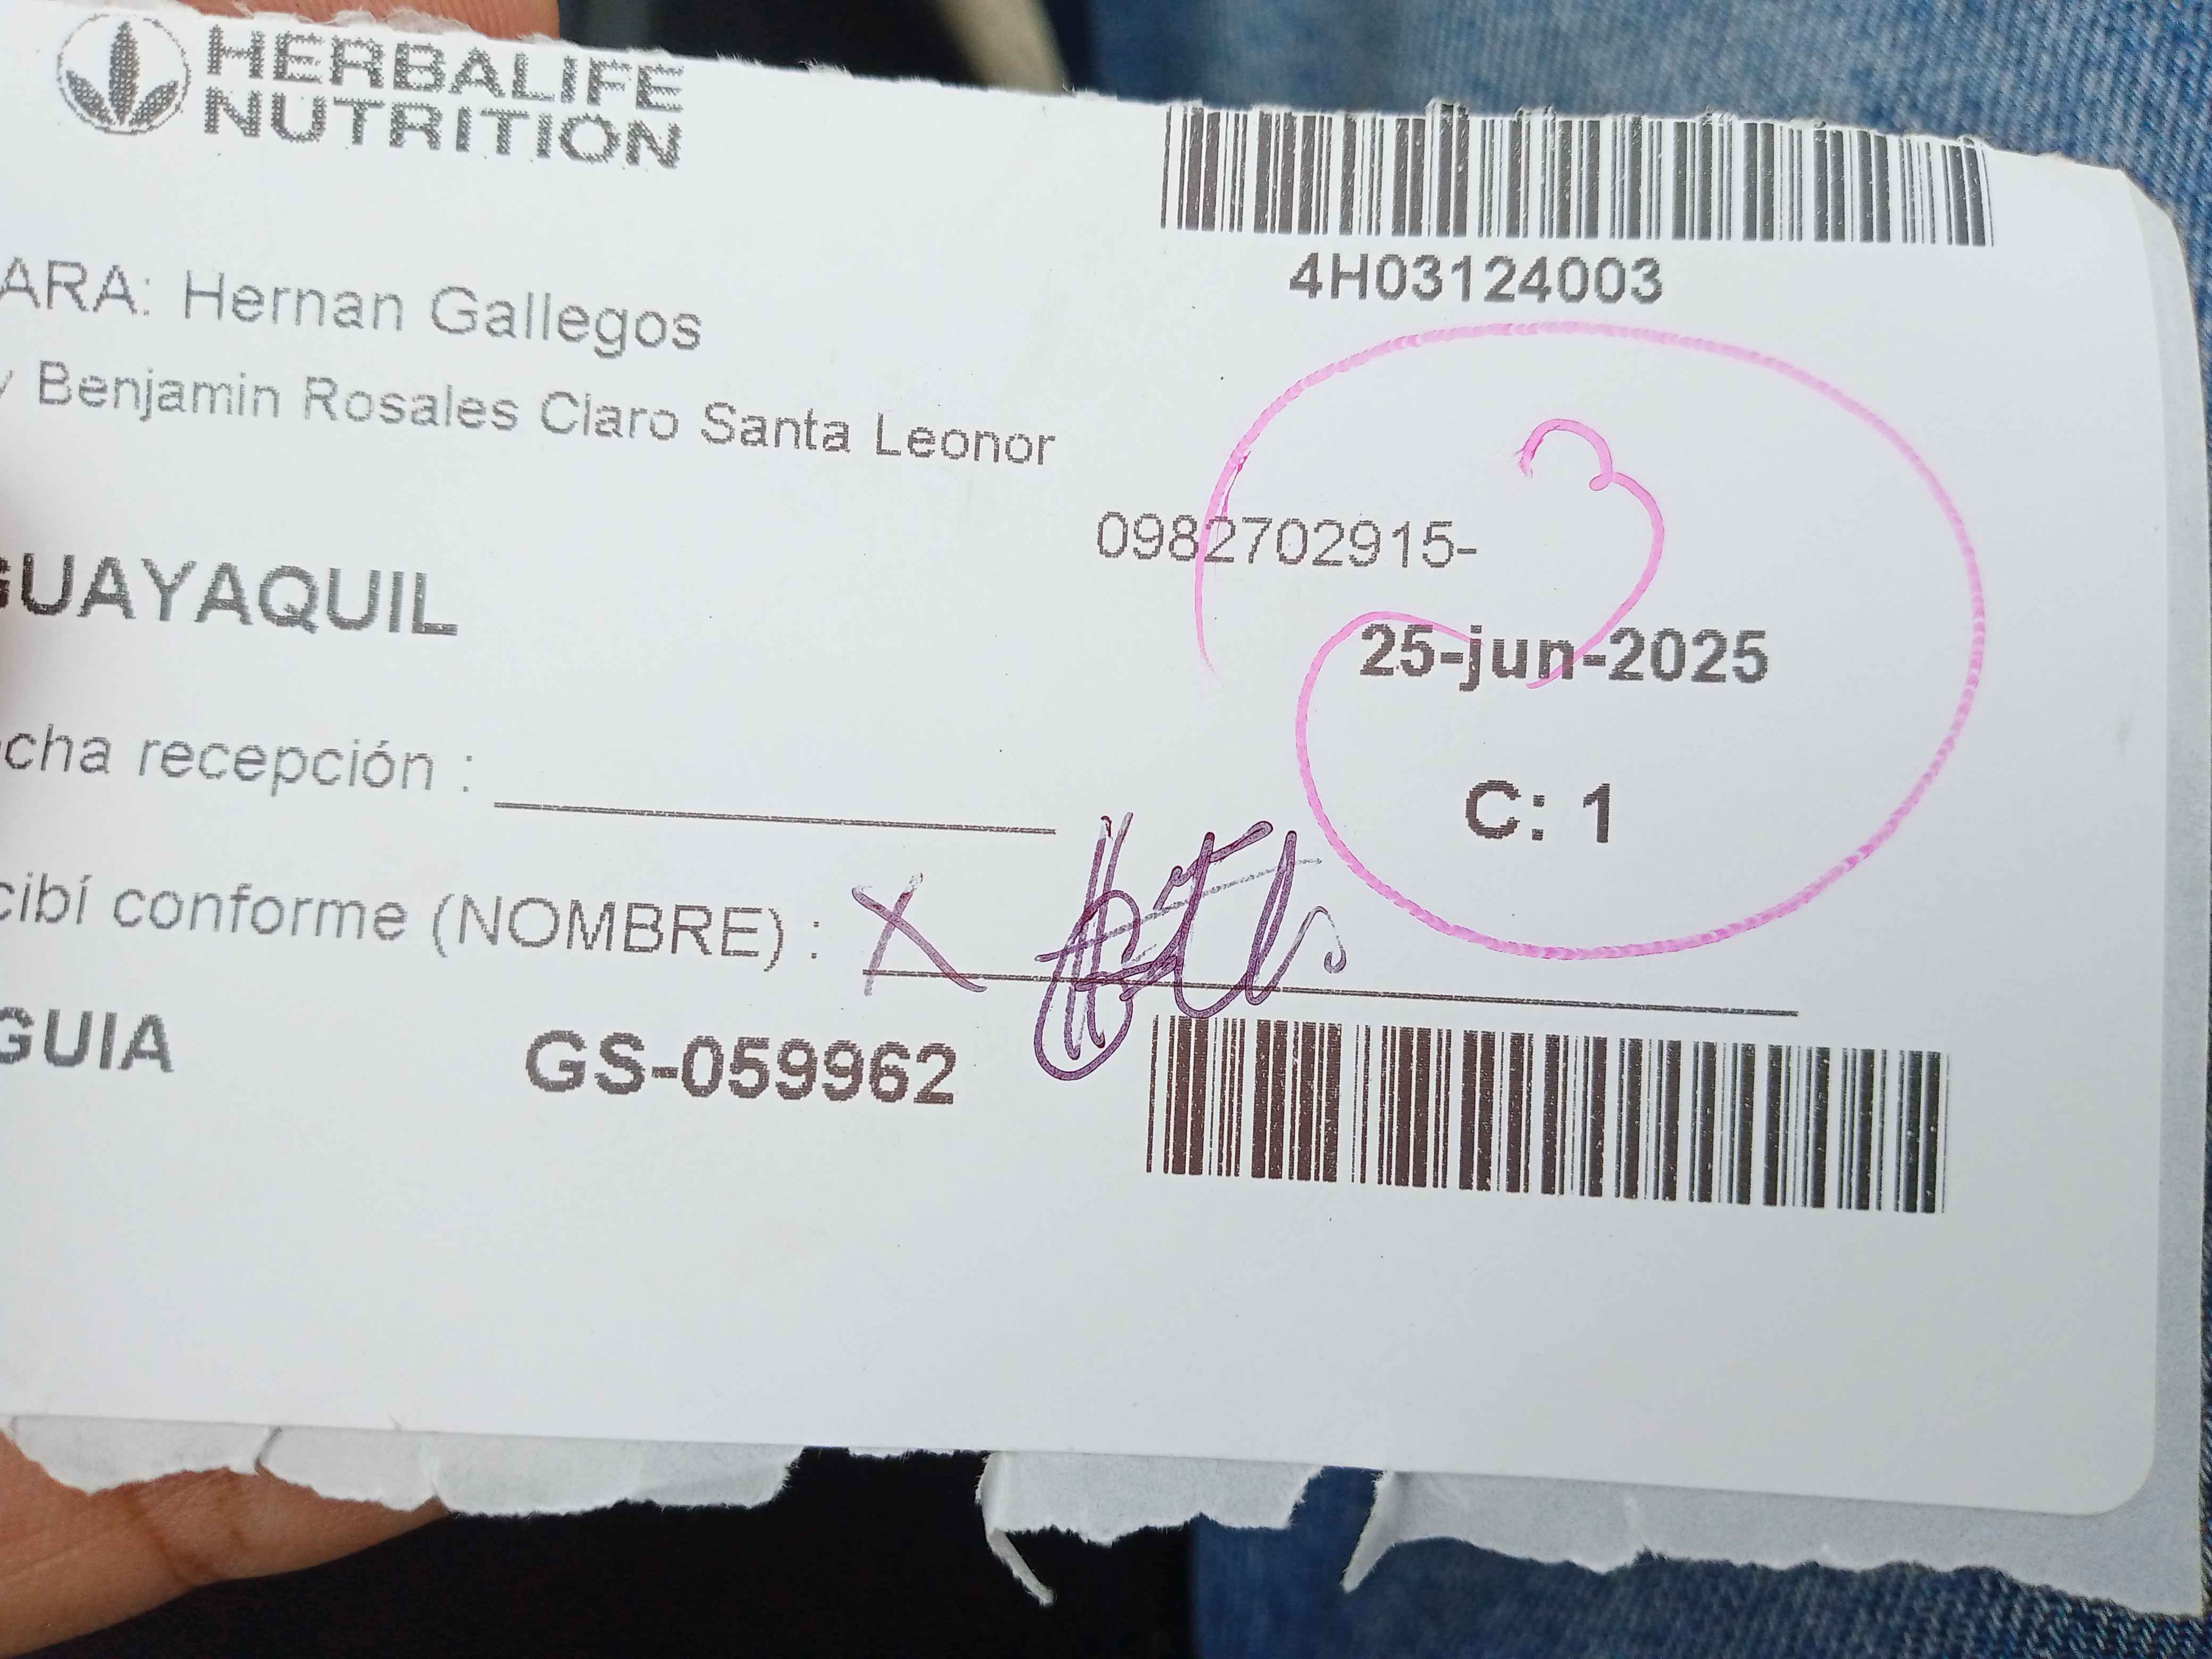 HERBALIFE
NUTRITION
4H03124003
ARA: Hernan Gallegos
y Benjamin Rosales Claro Santa Leonor
3
0982702915-
GUAYAQUIL
25-jun-2025
C: 1
cha recepción :
cibí conforme (NOMBRE) : X
GUIA GS-059962